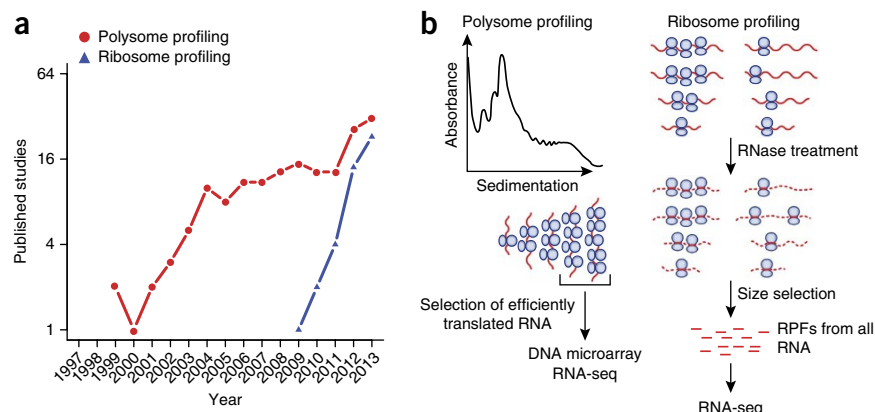 a
Polysome profiling
Ribosome profiling
64
16
4
1
Published studies
1997
1998
1999
2000
2001
2002
2003
2004
2005
2006
2007
2008
2009
2010
2011
2012
2013
Year
b
Polysome profiling
Absorbance
Sedimentation
Selection of efficiently
translated RNA
DNA microarray
RNA-seq
Ribosome profiling
RNase treatment
Size selection
RPFs from all
RNA
RNA-seq